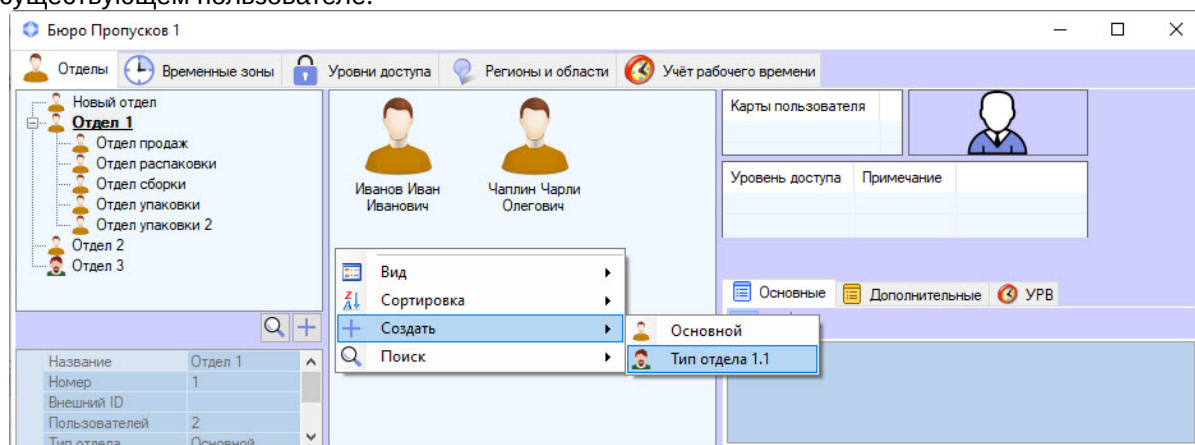 существующем пользователе.
Бюро Пропусков 1
Отделы Временные зоны Уровни доступа Регионы и области Учёт рабочего времени
Новый отдел
Отдел 1
Отдел продаж
Отдел распаковки
Отдел сборки
Отдел упаковки
Отдел упаковки 2
Отдел 2
Отдел 3
Название Отдел 1
Номер 1
Внешний ID
Пользователей 2
Тип отдела Основной
Иванов Иван
Иванович
Чаплин Чарли
Олегович
Вид
Сортировка
Создать
Поиск
Основной
Тип отдела 1.1
Карты пользователя
Уровень доступа Примечание
Основные Дополнительные УРВ